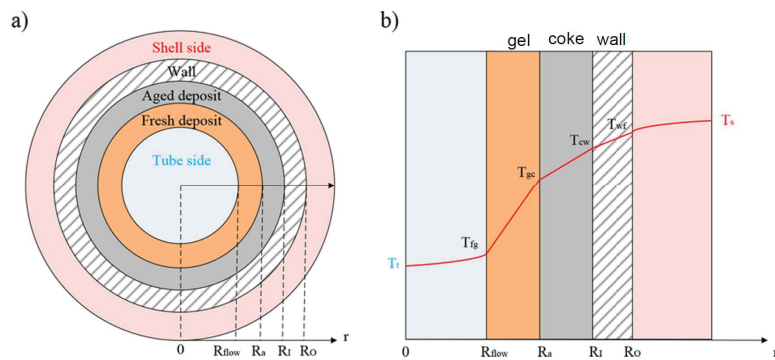 a)
Shell side
Wall
Aged deposit
Fresh deposit
Tube side
0 Rflow Ra RI RO r
b)
gel coke wall
Ts
Twf
Tcw
Tgc
Tfg
Tt
0 Rflow Ra RI RO r